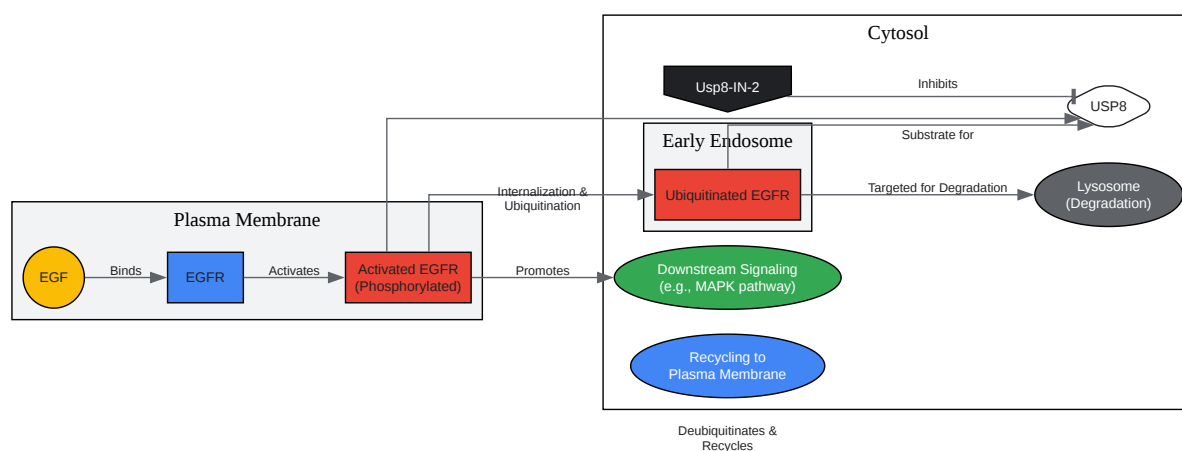 Cytosol
Usp8-IN-2
Inhibits
USP8
Substrate for
Early Endosome
Internalization &
Ubiquitination
Ubiquitinated EGFR
Targeted for Degradation
Lysosome
(Degradation)
Plasma Membrane
EGF
Binds
EGFR
Activates
Activated EGFR
(Phosphorylated)
Promotes
Downstream Signaling
(e.g., MAPK pathway)
Recycling to
Plasma Membrane
Deubiquitinates &
Recycles